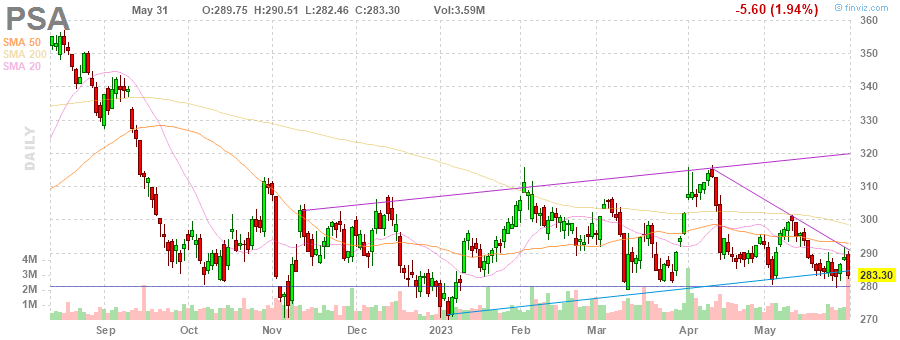 PSA May 31 O:289.75 H:290.51 L:282.46 C:283.30 Vol:3.59M -5.60 (1.94%) © finviz.com
SMA 50
SMA 200
SMA 20
DAILY
360
350
340
330
320
310
300
290
283.30
280
270
4M
3M
2M
1M
Sep Oct Nov Dec 2023 Feb Mar Apr May